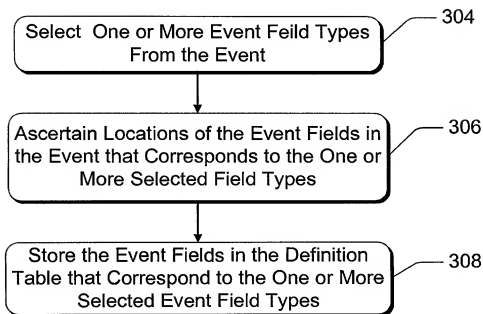 Select One or More Event Feild Types
From the Event
304
Ascertain Locations of the Event Fields in
the Event that Corresponds to the One or
More Selected Field Types
306
Store the Event Fields in the Definition
Table that Correspond to the One or More
Selected Event Field Types
308